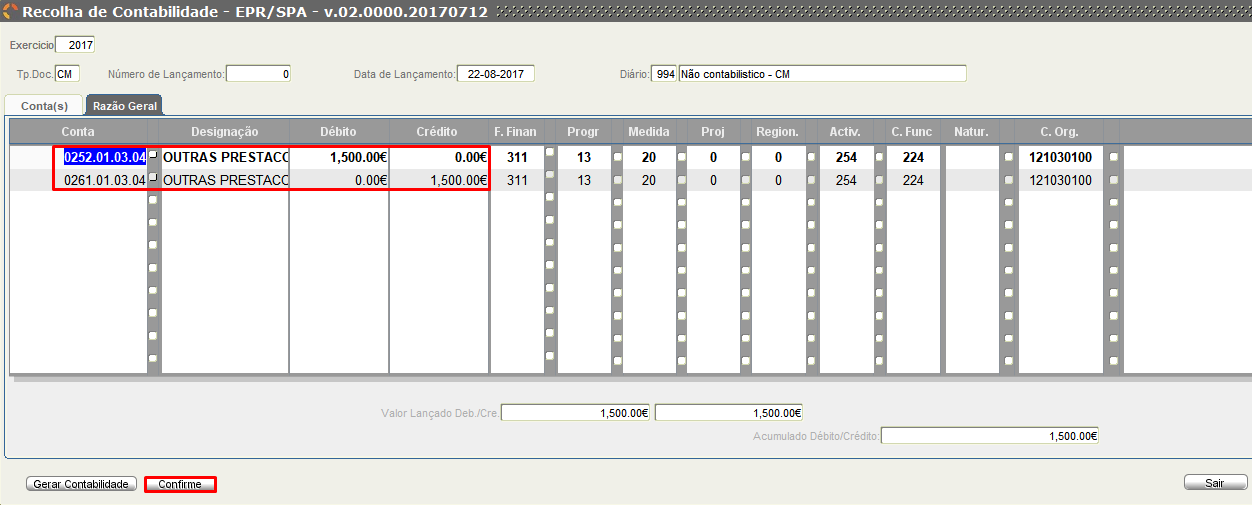 Recolha de Contabilidade - EPR/SPA - v.02.0000.20170712
Exercício 2017
Tp.Doc. CM Número de Lançamento: 0 Data de Lançamento: 22-08-2017 Diário: 994 Não contabilistico - CM
Conta(s) Razão Geral
Conta Designação Débito Crédito F. Finan Progr Medida Proj Region. Activ. C. Func Natur. C. Org.
0252.01.03.04 OUTRAS PRESTACC 1,500.00€ 0.00€ 311 13 20 0 0 254 224 121030100
0261.01.03.04 OUTRAS PRESTACC 0.00€ 1,500.00€ 311 13 20 0 0 254 224 121030100
Valor Lançado Deb./Cre. 1,500.00€ 1,500.00€
Acumulado Débito/Crédito: 1,500.00€
Gerar Contabilidade Confirme Sair